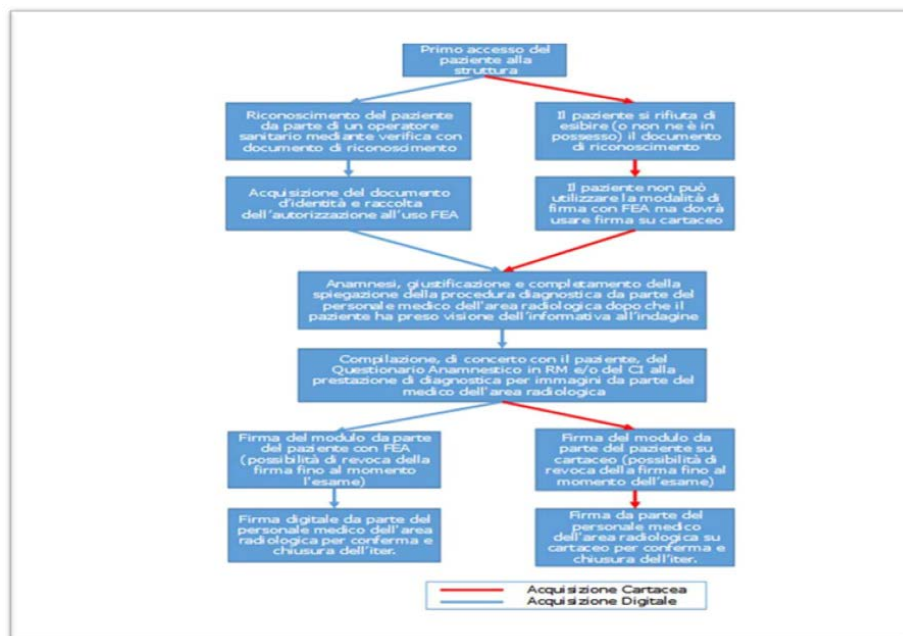 Primo accesso del
paziente alla
struttura
Riconoscimento del paziente
da parte di un operatore
sanitario mediante verifica con
documento di riconoscimento
Il paziente si rifiuta di
esibire (o non ne è in
possesso) il documento
di riconoscimento
Acquisizione del documento
d'identità e raccolta
dell'autorizzazione all'uso FEA
Il paziente non può
utilizzare la modalità di
firma con FEA ma dovrà
usare firma su cartaceo
Anamnesi, giustificazione e completamento della
spiegazione della procedura diagnostica da parte del
personale medico dell'area radiologica dopo che il
paziente ha preso visione dell'informativa all'indagine
Compilazione, di concerto con il paziente, del
Questionario Anamnestico in RM e/o del CI alla
prestazione di diagnostica per immagini da parte del
medico dell'area radiologica
Firma del modulo da parte
del paziente con FEA
(possibilità di revoca della
firma fino al momento
l'esame)
Firma del modulo da
parte del paziente su
cartaceo (possibilità di
revoca della firma fino al
momento dell'esame)
Firma digitale da parte del
personale medico dell'area
radiologica per conferma e
chiusura dell'iter.
Firma da parte del
personale medico
dell'area radiologica su
cartaceo per conferma e
chiusura dell'iter.
Acquisizione Cartacea
Acquisizione Digitale